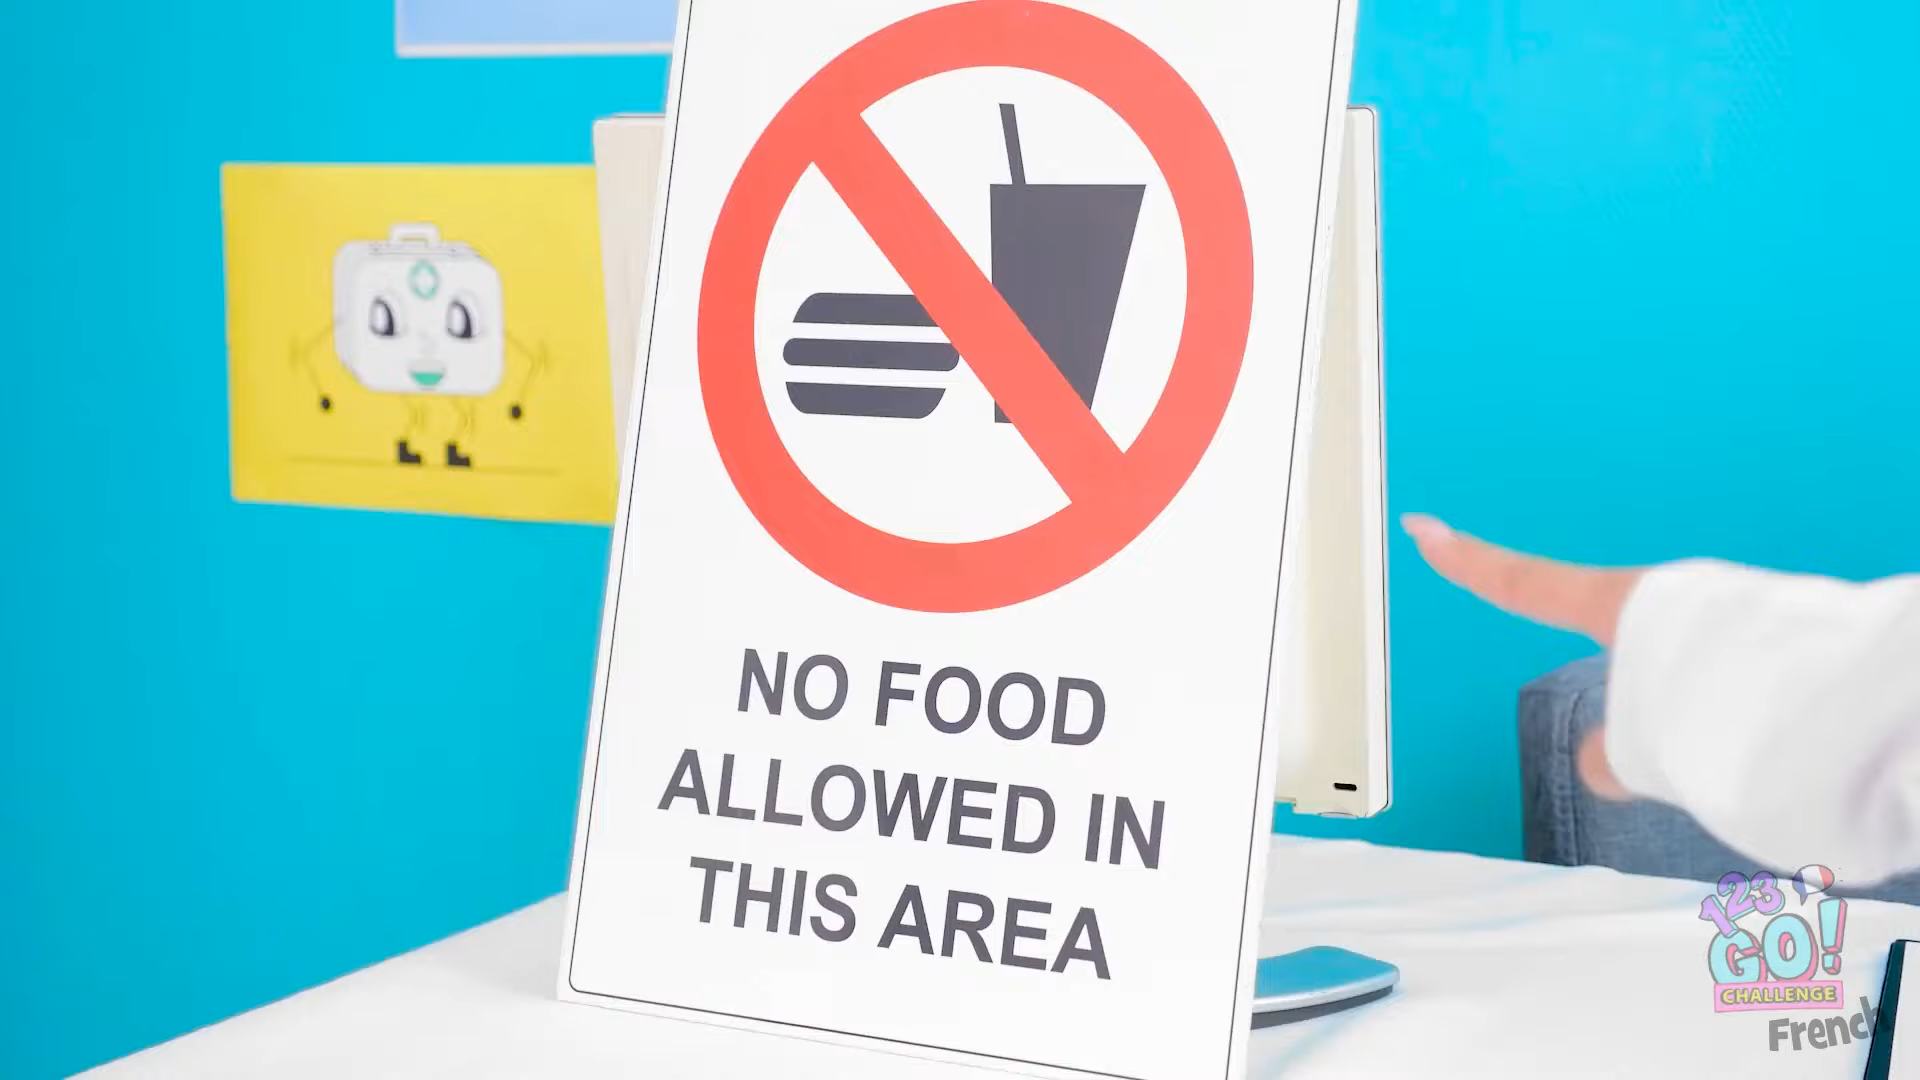 NO FOOD
ALLOWED IN
THIS AREA
123
GO!
CHALLENGE
French